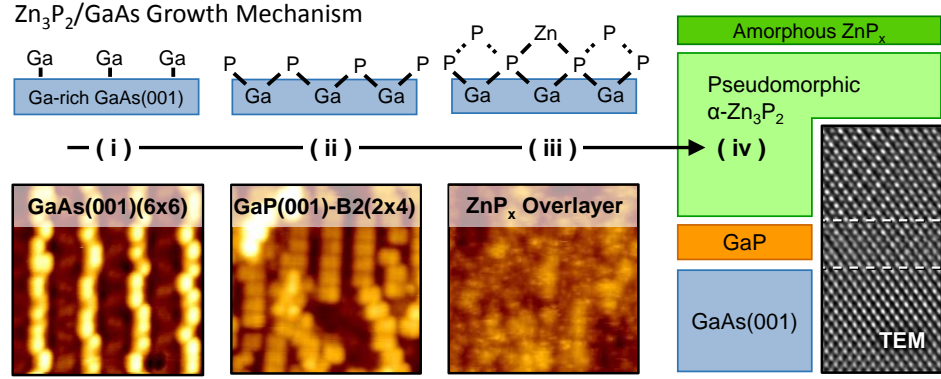 Zn₃P₂/GaAs Growth Mechanism
Ga Ga Ga
Ga-rich GaAs(001)
P P P P
Ga Ga Ga
P Zn P
P P P P
Ga Ga Ga
( i ) ( ii ) ( iii ) ( iv )
GaAs(001)(6x6)
GaP(001)-B2(2x4)
ZnPₓ Overlayer
Amorphous ZnPₓ
Pseudomorphic
α-Zn₃P₂
GaP
GaAs(001)
TEM